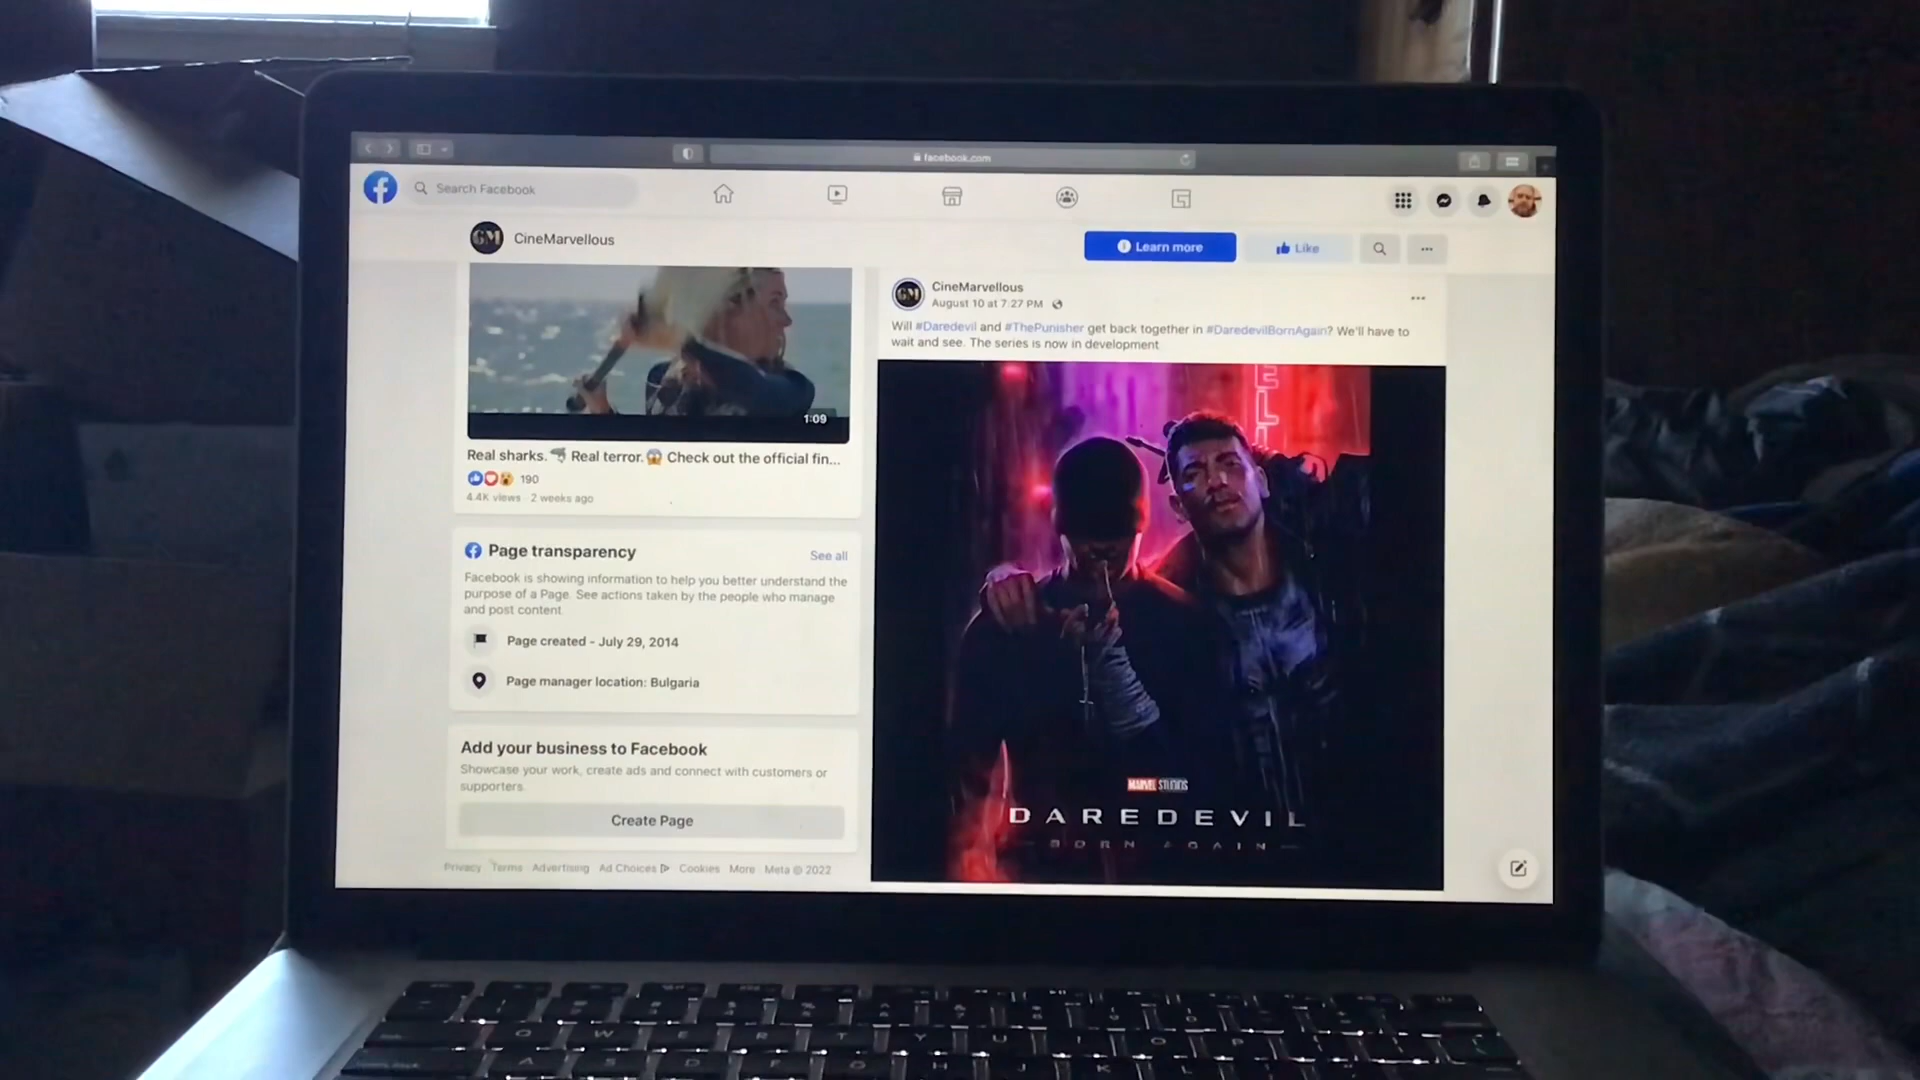 facebook.com
Search Facebook
GM
CineMarvellous
Learn more
Like
1:09
Real sharks. Real terror. Check out the official fin...
190
4.4K views · 2 weeks ago
Page transparency
See all
Facebook is showing information to help you better understand the
purpose of a Page. See actions taken by the people who manage
and post content.
Page created - July 29, 2014
Page manager location: Bulgaria
Add your business to Facebook
Showcase your work, create ads and connect with customers or
supporters.
Create Page
Privacy Terms Advertising Ad Choices Cookies More Meta © 2022
GM
CineMarvellous
August 10 at 7:27 PM
Will #Daredevil and #ThePunisher get back together in #DaredevilBornAgain? We'll have to
wait and see. The series is now in development
ELL
MARVEL STUDIOS
DAREDEVIL
BORN AGAIN
Q W E R T Y U I O P
A S D F G H J K L